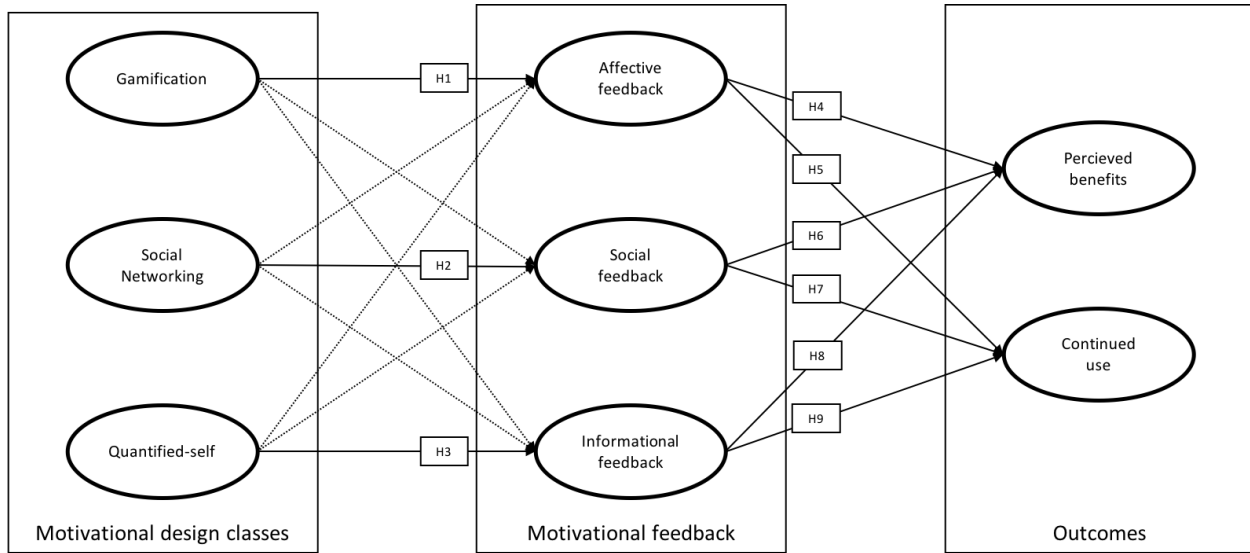 Gamification
Social
Networking
Quantified-self
Motivational design classes
H1
H2
H3
Affective
feedback
Social
feedback
Informational
feedback
Motivational feedback
H4
H5
H6
H7
H8
H9
Percieved
benefits
Continued
use
Outcomes